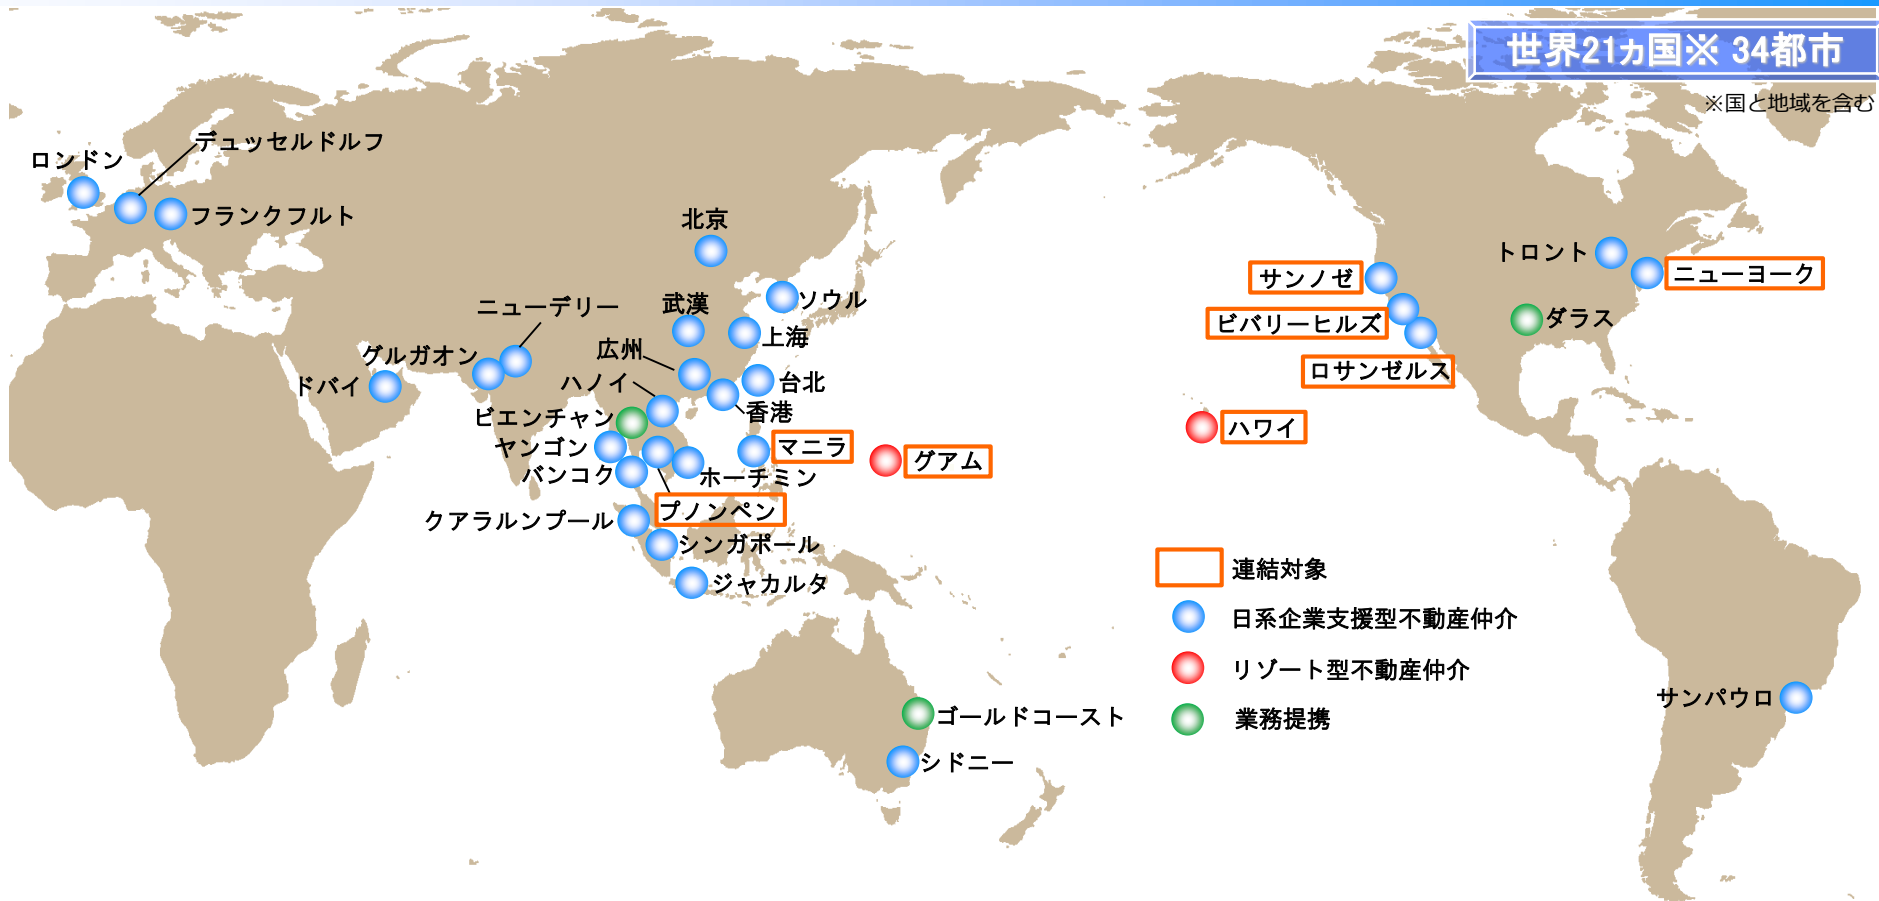 世界21ヵ国※ 34都市
※国と地域を含む
デュッセルドルフ
ロンドン
フランクフルト
北京
ソウル
武漢
上海
ニューデリー
広州
グルガオン
ハノイ
ドバイ
台北
香港
ビエンチャン
ヤンゴン
マニラ
グアム
バンコク
ホーチミン
プノンペン
クアラルンプール
シンガポール
ジャカルタ
ゴールドコースト
シドニー
トロント
ニューヨーク
サンノゼ
ビバリーヒルズ
ダラス
ロサンゼルス
ハワイ
サンパウロ
連結対象
日系企業支援型不動産仲介
リゾート型不動産仲介
業務提携